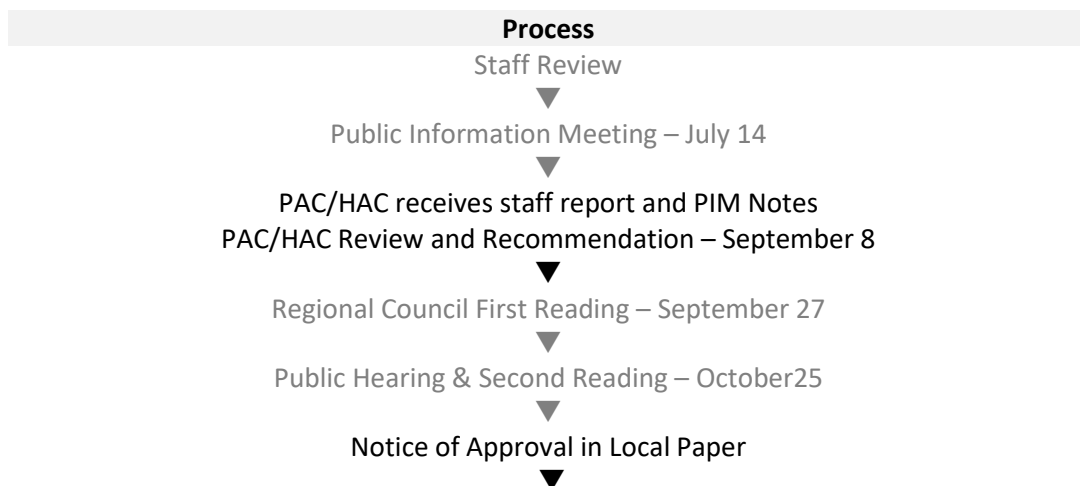 Process
Staff Review
Public Information Meeting – July 14
PAC/HAC receives staff report and PIM Notes
PAC/HAC Review and Recommendation – September 8
Regional Council First Reading – September 27
Public Hearing & Second Reading – October25
Notice of Approval in Local Paper